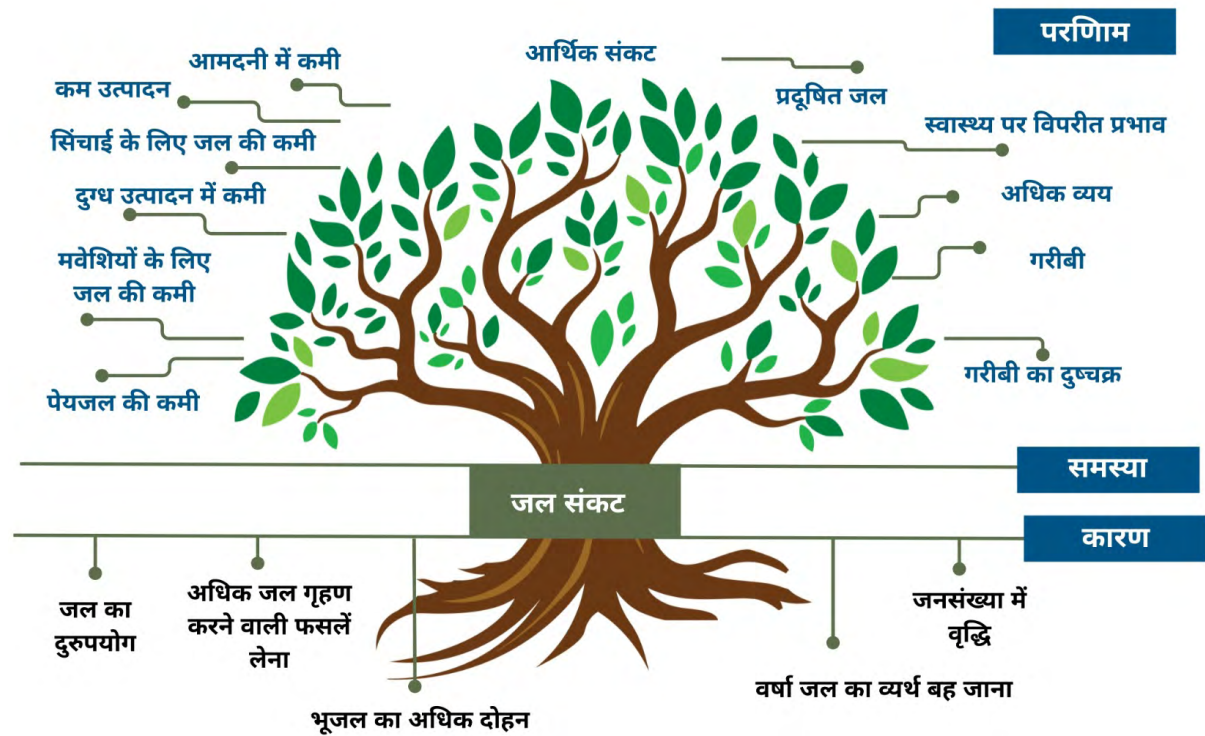 परिणाम
आमदनी में कमी
आर्थिक संकट
कम उत्पादन
प्रदूषित जल
सिंचाई के लिए जल की कमी
स्वास्थ्य पर विपरीत प्रभाव
दुग्ध उत्पादन में कमी
अधिक व्यय
मवेशियों के लिए
जल की कमी
गरीबी
पेयजल की कमी
गरीबी का दुष्चक्र
समस्या
जल संकट
कारण
जल का
दुरुपयोग
अधिक जल गृहण
करने वाली फसलें
लेना
भूजल का अधिक दोहन
वर्षा जल का व्यर्थ बह जाना
जनसंख्या में
वृद्धि